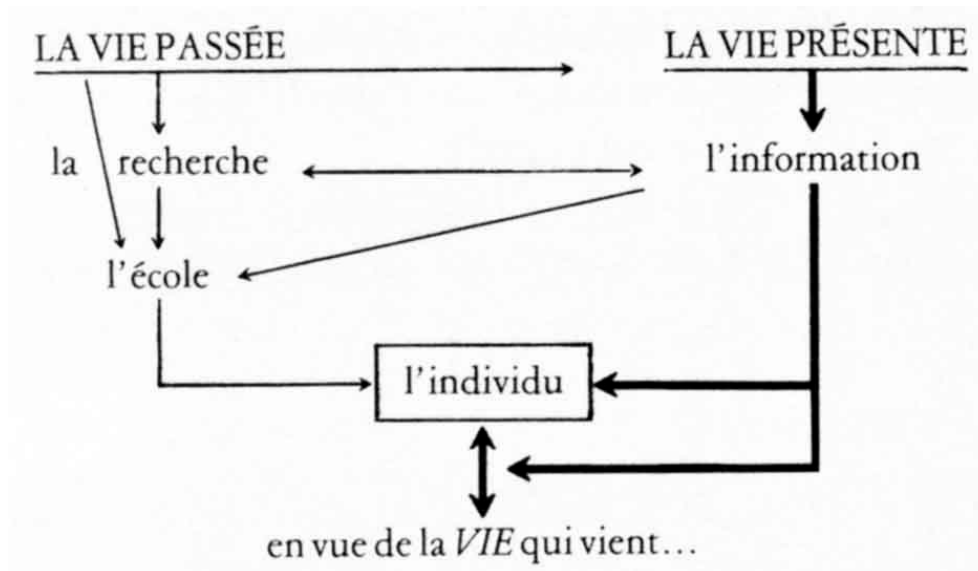 LA VIE PASSÉE
LA VIE PRÉSENTE
la recherche
l'information
l'école
l'individu
en vue de la VIE qui vient...